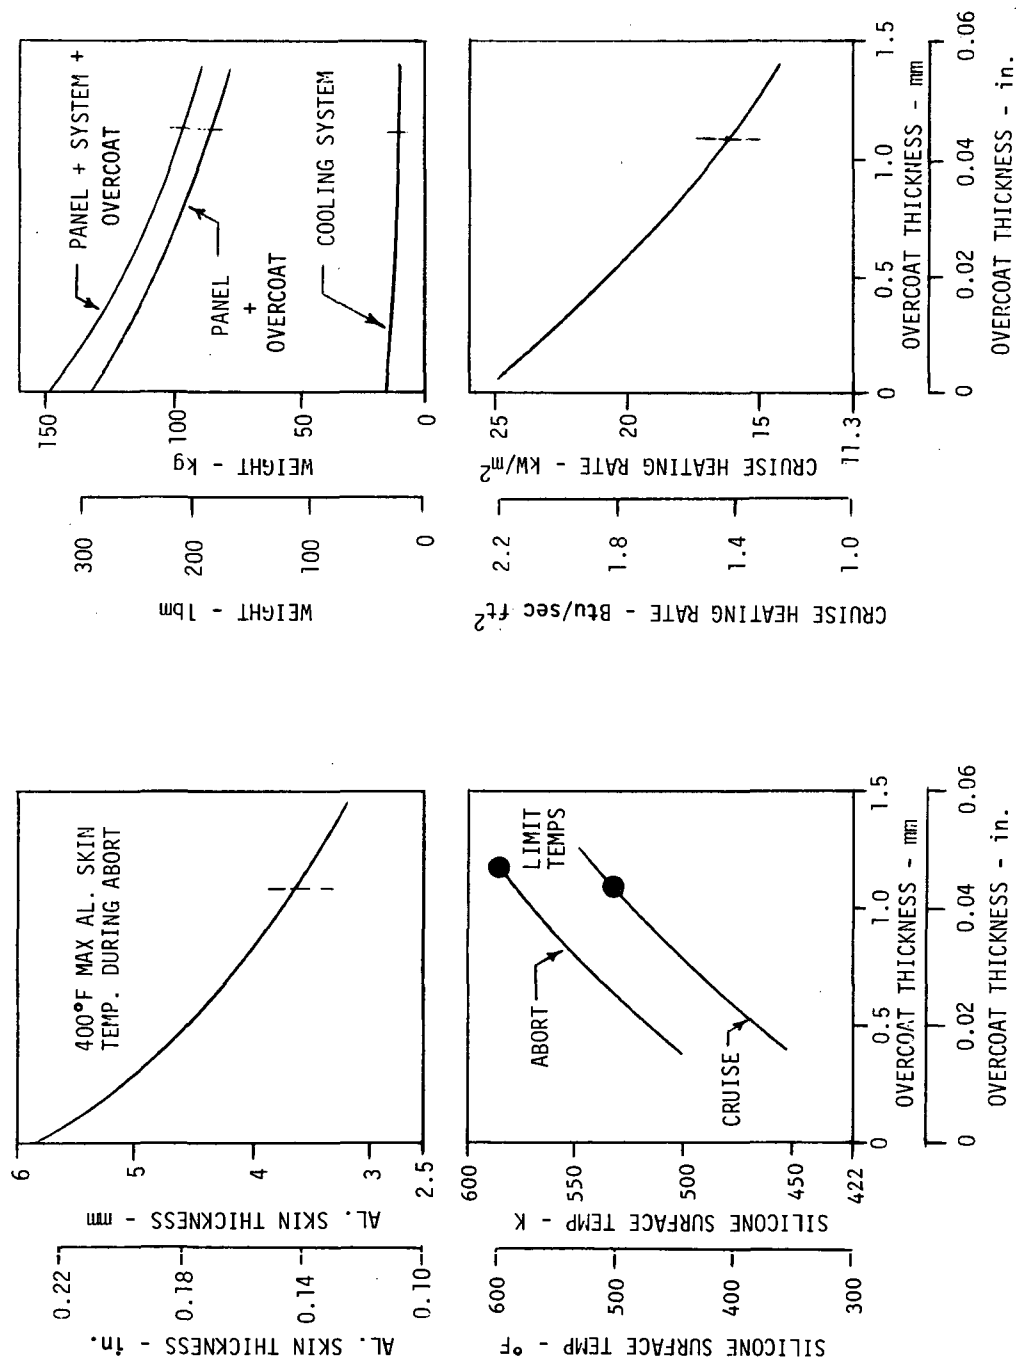 AL. SKIN THICKNESS - in.
0.22
0.18
0.14
0.10
AL. SKIN THICKNESS - mm
6
5
4
3
2.5
400°F MAX AL. SKIN
TEMP. DURING ABORT
WEIGHT - lbm
300
200
100
0
WEIGHT - kg
150
100
50
0
PANEL + SYSTEM +
OVERCOAT
PANEL
+
OVERCOAT
COOLING SYSTEM
SILICONE SURFACE TEMP - °F
600
500
400
300
SILICONE SURFACE TEMP - K
600
550
500
450
422
ABORT
CRUISE
LIMIT
TEMPS
0
0.5
1.0
1.5
OVERCOAT THICKNESS - mm
0
0.02
0.04
0.06
OVERCOAT THICKNESS - in.
CRUISE HEATING RATE - Btu/sec ft²
2.2
1.8
1.4
1.0
CRUISE HEATING RATE - kW/m²
25
20
15
11.3
0
0.5
1.0
1.5
OVERCOAT THICKNESS - mm
0
0.02
0.04
0.06
OVERCOAT THICKNESS - in.